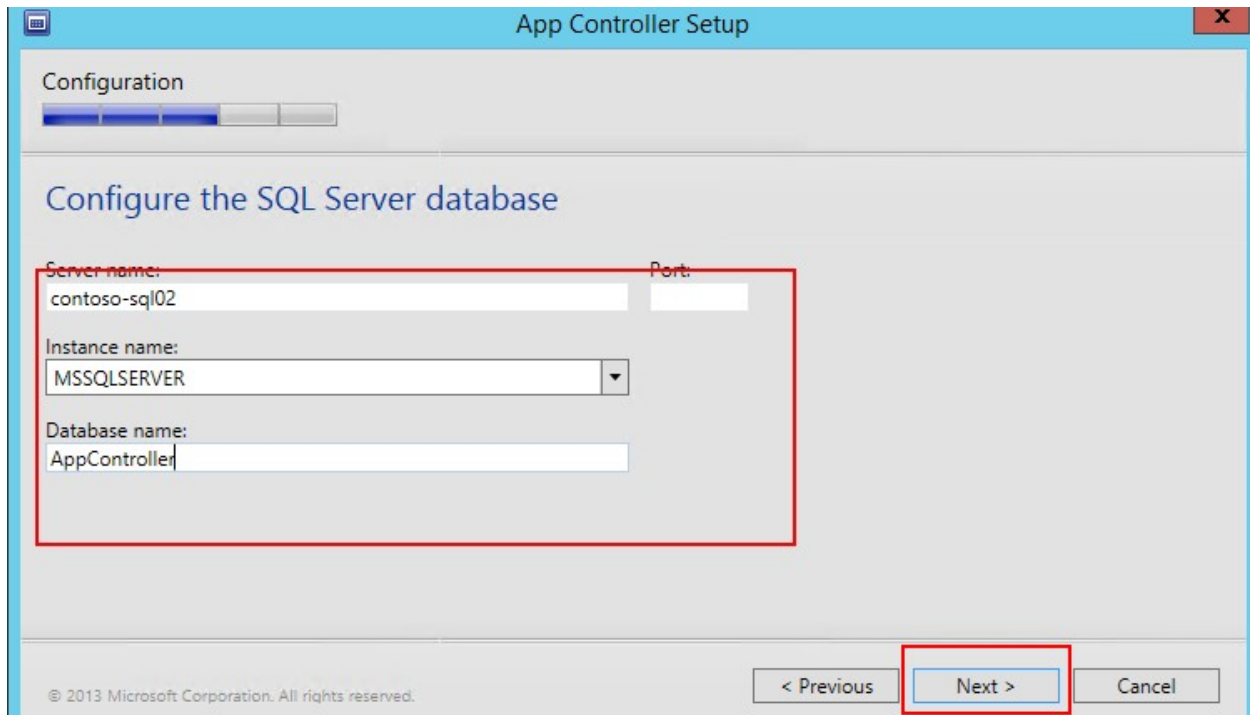 App Controller Setup
x
Configuration
Configure the SQL Server database
Server name:
Port:
contoso-sql02
Instance name:
MSSQLSERVER
Database name:
AppController
© 2013 Microsoft Corporation. All rights reserved.
< Previous
Next >
Cancel